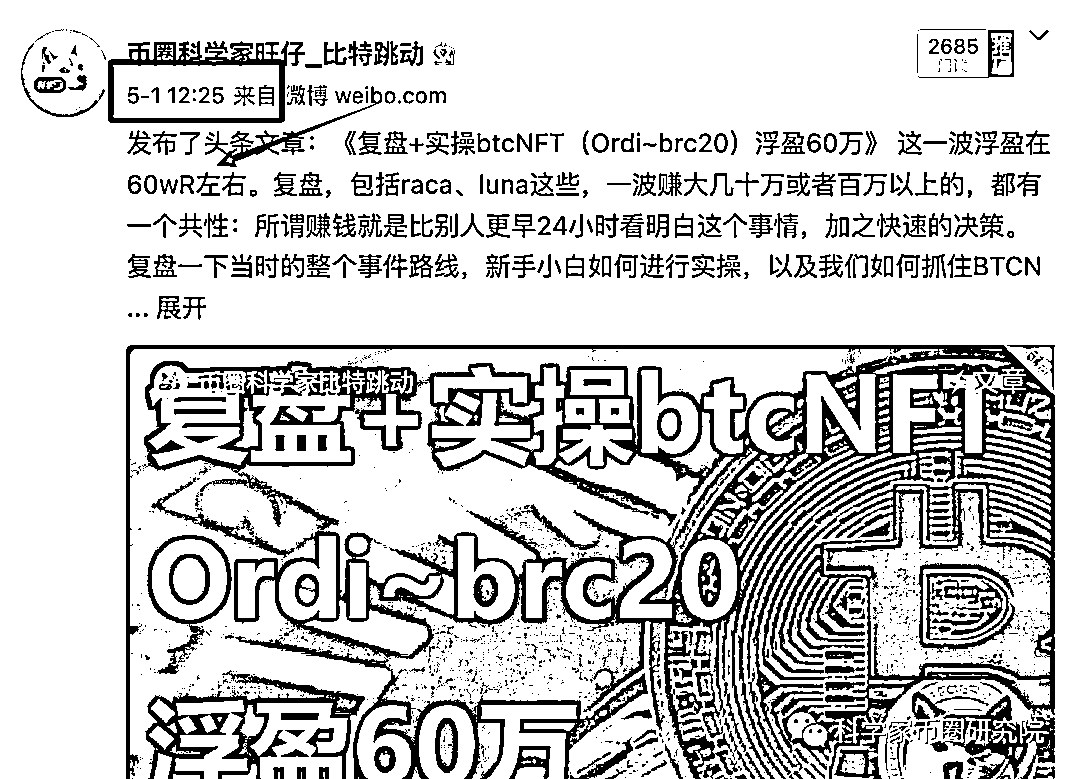 币圈科学家旺仔_比特跳动
2685
5-1 12:25 来自 微博 weibo.com
发布了头条文章：《复盘+实操btcNFT（Ordi~brc20）浮盈60万》 这一波浮盈在
60wR左右。复盘，包括raca、luna这些，一波赚大几十万或者百万以上的，都有
一个共性：所谓赚钱就是比别人更早24小时看明白这个事情，加之快速的决策。
复盘一下当时的整个事件路线，新手小白如何进行实操，以及我们如何抓住BTCN
... 展开
币圈科学家比特跳动
文章
复盘+实操btcNFT
Ordi~brc20
浮盈60万
科学家币圈研究院